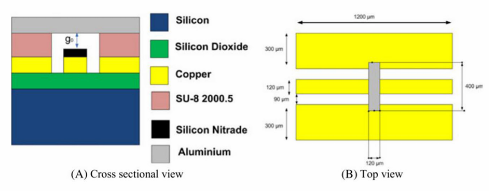 g₀
Silicon
Silicon Dioxide
Copper
SU-8 2000.5
Silicon Nitrade
Aluminium
(A) Cross sectional view
1200 µm
300 µm
120 µm
90 µm
300 µm
400 µm
120 µm
(B) Top view